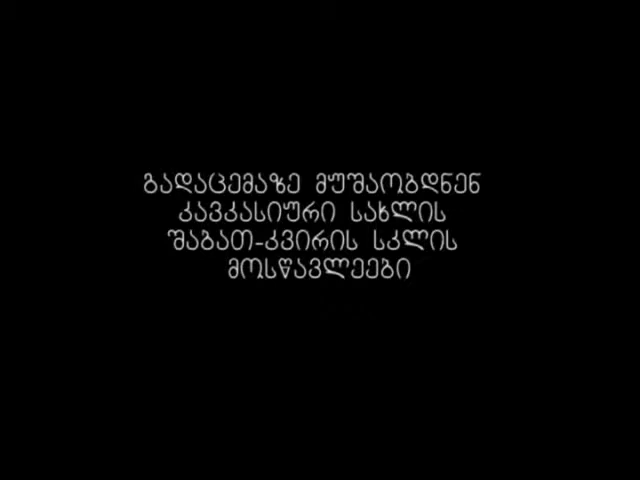 გადაცემაზე მუშაობდნენ
კავკასიური სახლის
შაბათ-კვირის სკლის
მოსწავლეები